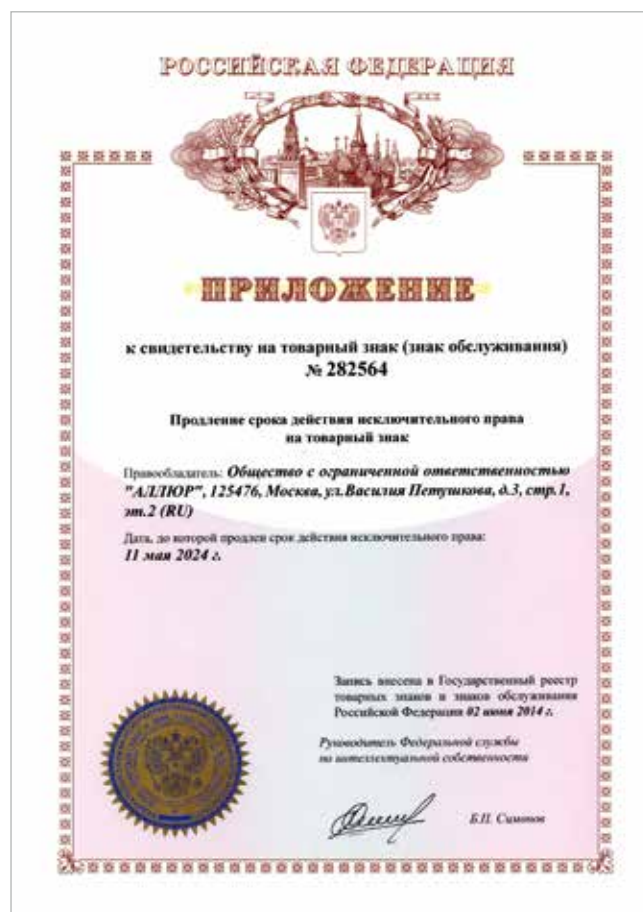 РОССИЙСКАЯ ФЕДЕРАЦИЯ
ПРИЛОЖЕНИЕ
к свидетельству на товарный знак (знак обслуживания)
№ 282564
Продление срока действия исключительного права
на товарный знак
Правообладатель: Общество с ограниченной ответственностью
"АЛЛЮР", 125476, Москва, ул.Василия Петушкова, д.3, стр.1,
эт.2 (RU)
Дата, до которой продлен срок действия исключительного права:
11 мая 2024 г.
Запись внесена в Государственный реестр
товарных знаков и знаков обслуживания
Российской Федерации 02 июня 2014 г.
Руководитель Федеральной службы
по интеллектуальной собственности
Б.П. Симонов